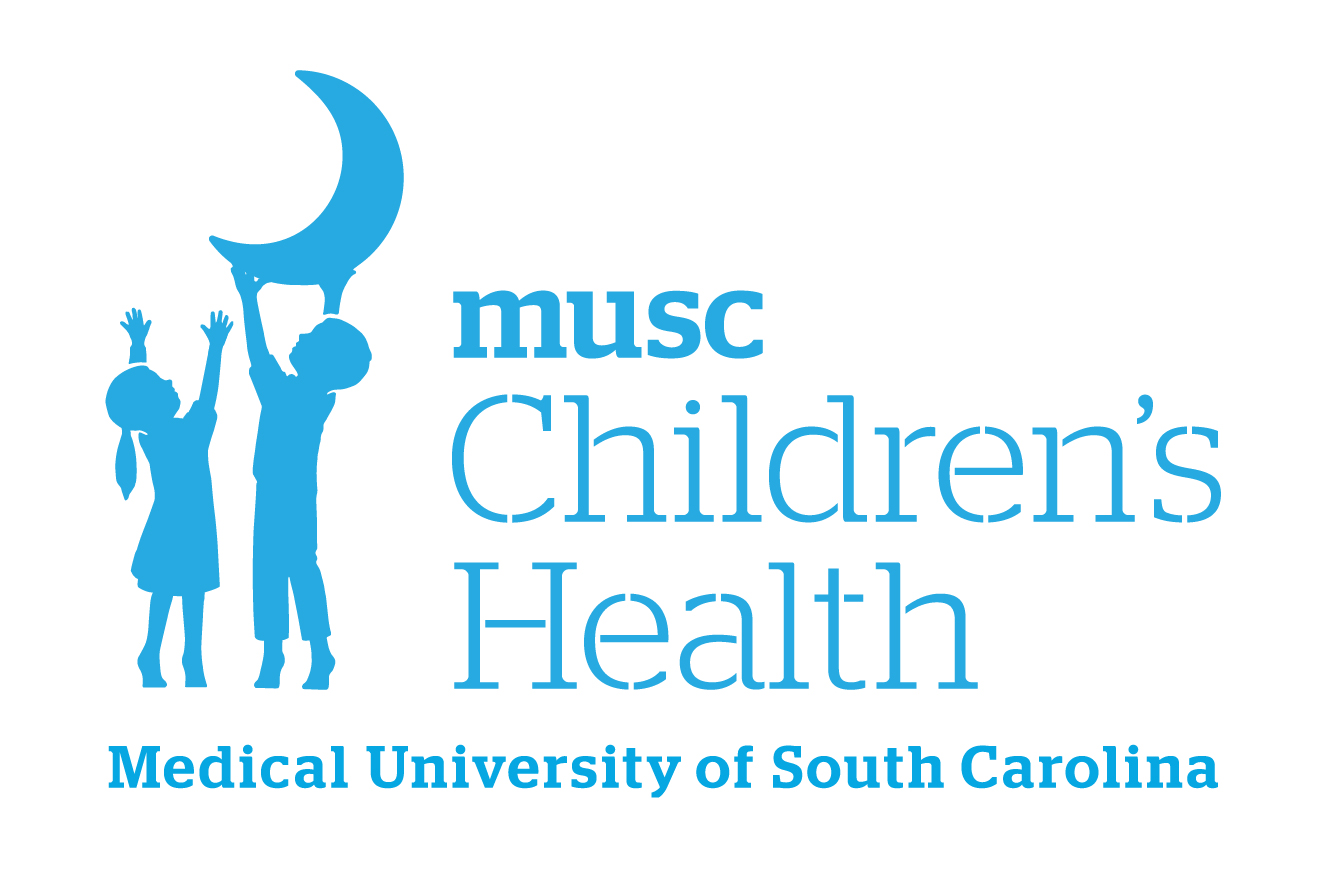 musc
Children's
Health
Medical University of South Carolina